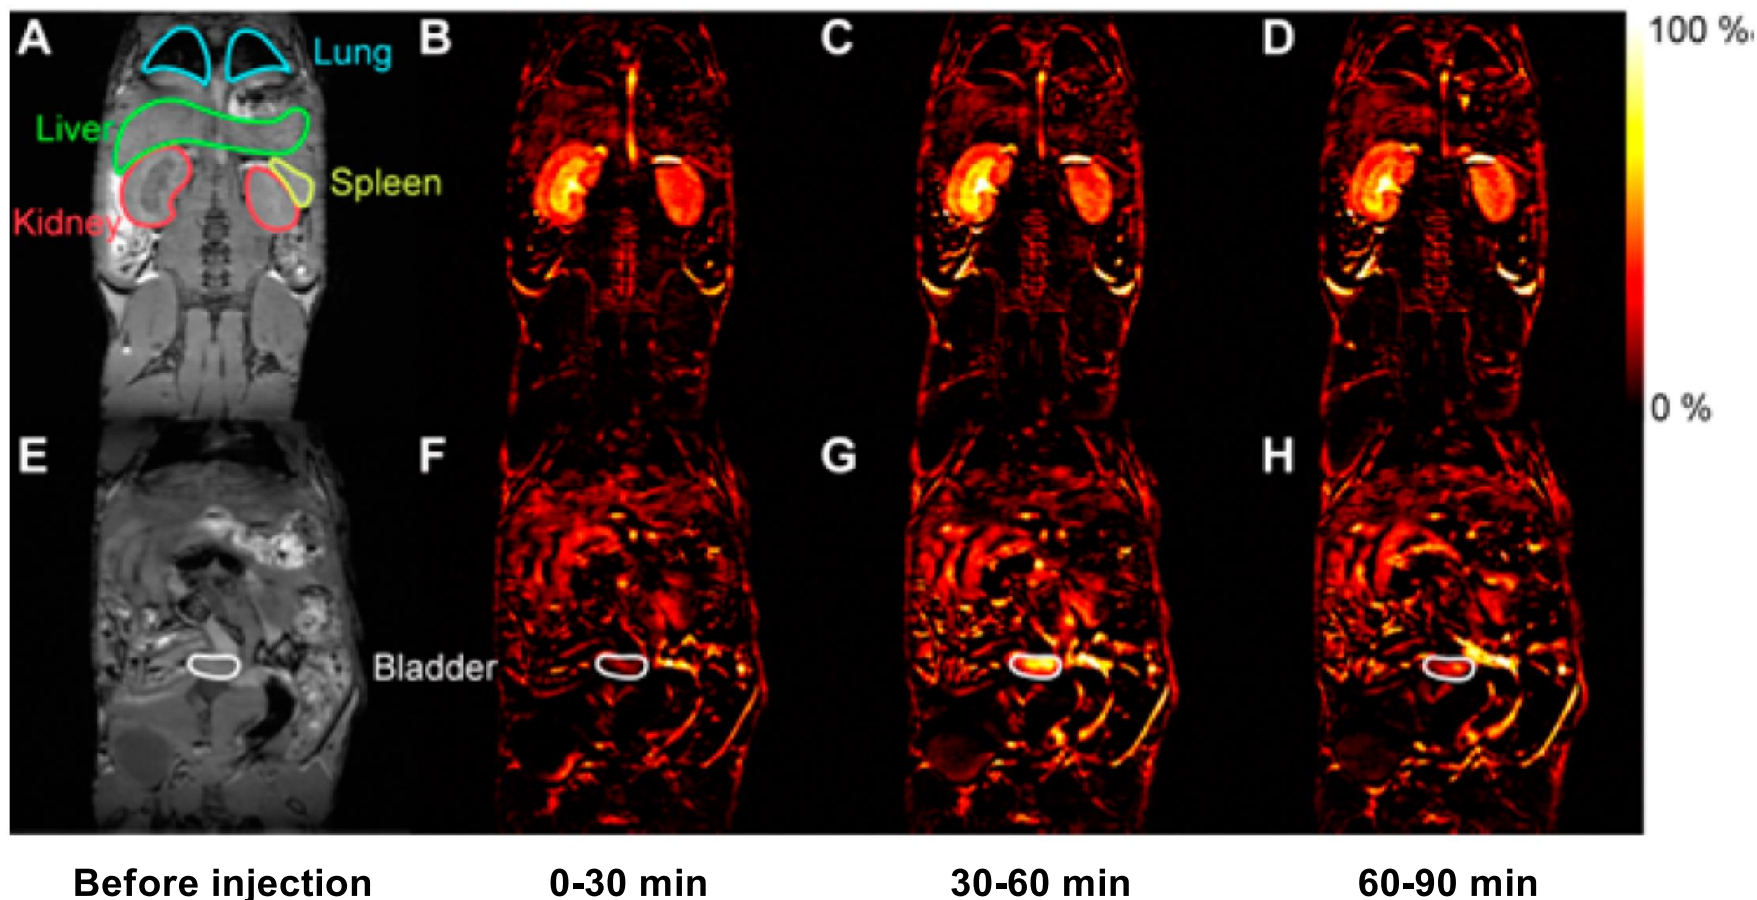 A
B
C
D
100 %
Lung
Liver
Spleen
Kidney
0 %
E
F
G
H
Bladder
Before injection
0-30 min
30-60 min
60-90 min